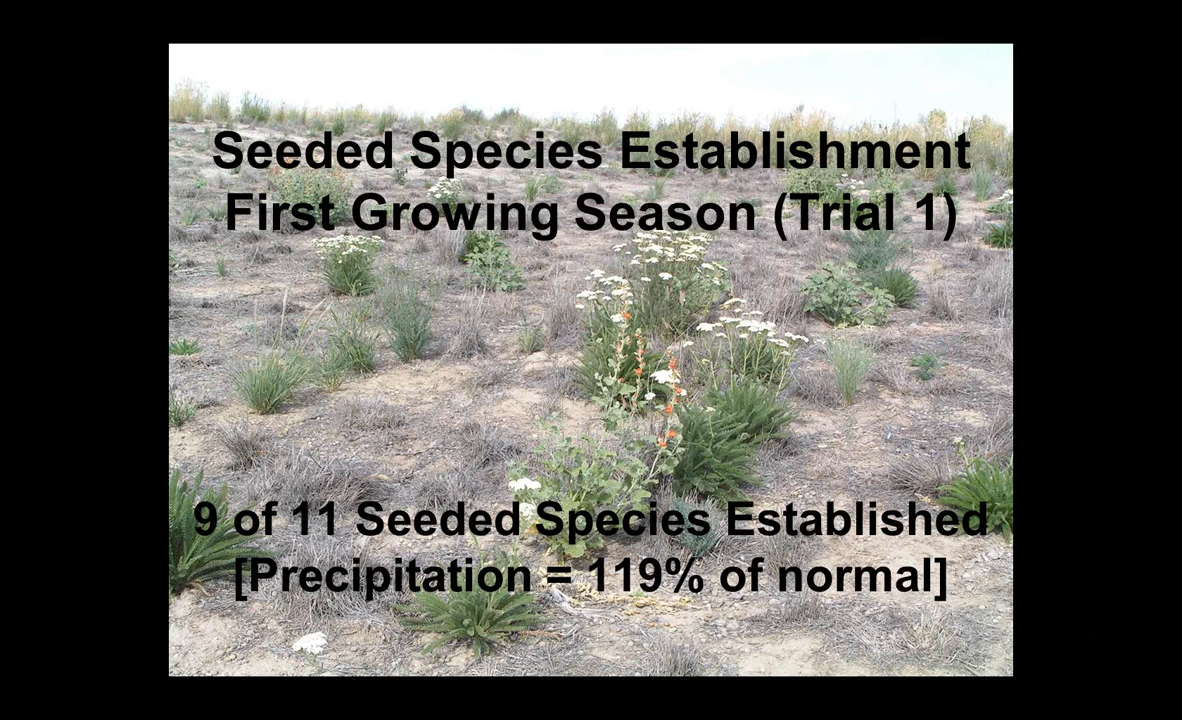 Seeded Species Establishment
First Growing Season (Trial 1)
9 of 11 Seeded Species Established
[Precipitation = 119% of normal]